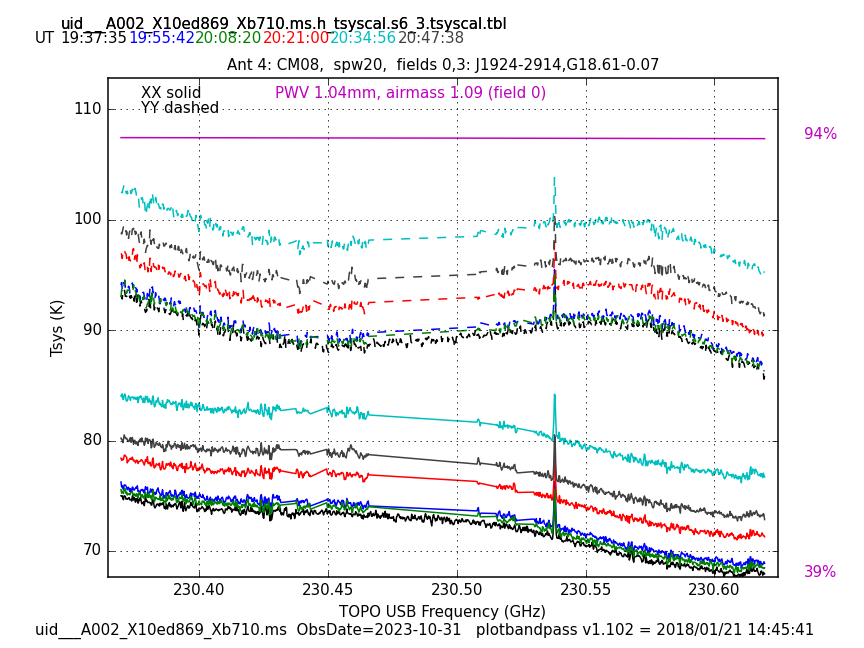 uid___A002_X10ed869_Xb710.ms.h_tsyscal.s6_3.tsyscal.tbl
UT 19:37:35 19:55:42 20:08:20 20:21:00 20:34:56 20:47:38
Ant 4: CM08,  spw20,  fields 0,3: J1924-2914,G18.61-0.07
XX solid
YY dashed
PWV 1.04mm, airmass 1.09 (field 0)
94%
39%
110
100
90
80
70
Tsys (K)
230.40 230.45 230.50 230.55 230.60
TOPO USB Frequency (GHz)
uid___A002_X10ed869_Xb710.ms  ObsDate=2023-10-31   plotbandpass v1.102 = 2018/01/21 14:45:41